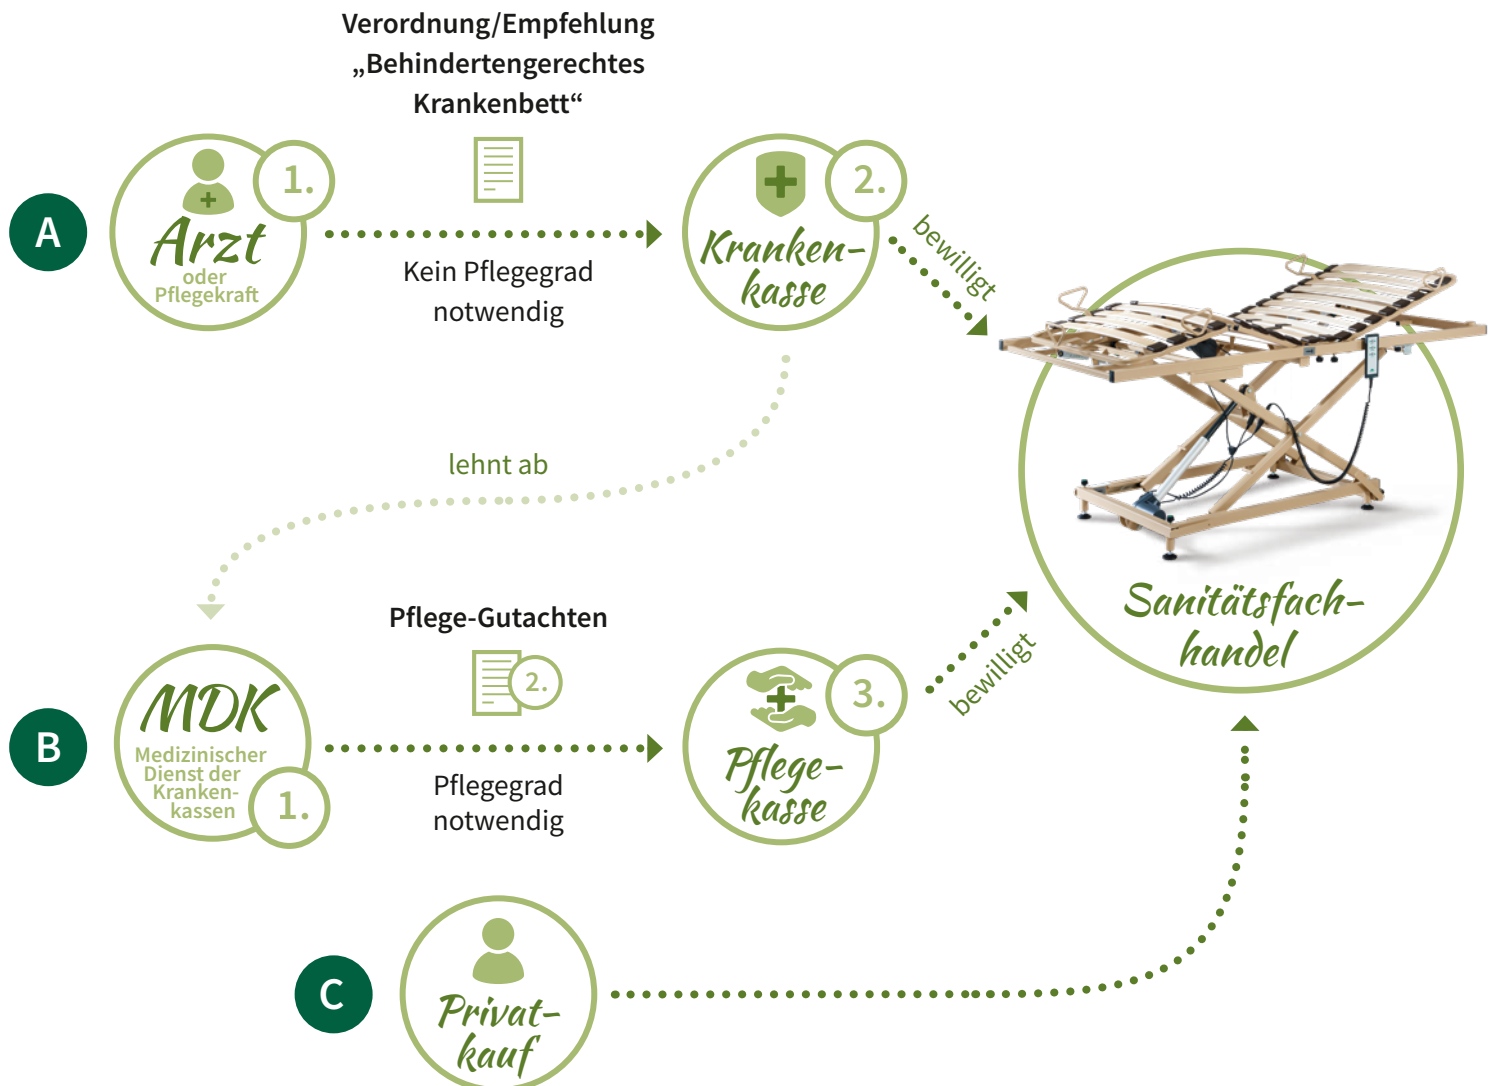 Verordnung/Empfehlung
„Behindertengerechtes
Krankenbett“
A
1.
Arzt
oder
Pflegekraft
Kein Pflegegrad
notwendig
2.
Kranken-
kasse
bewilligt
lehnt ab
Sanitätsfach-
handel
B
MDK
Medizinischer
Dienst der
Kranken-
kassen
1.
Pflege-Gutachten
2.
Pflegegrad
notwendig
3.
Pflege-
kasse
bewilligt
C
Privat-
kauf